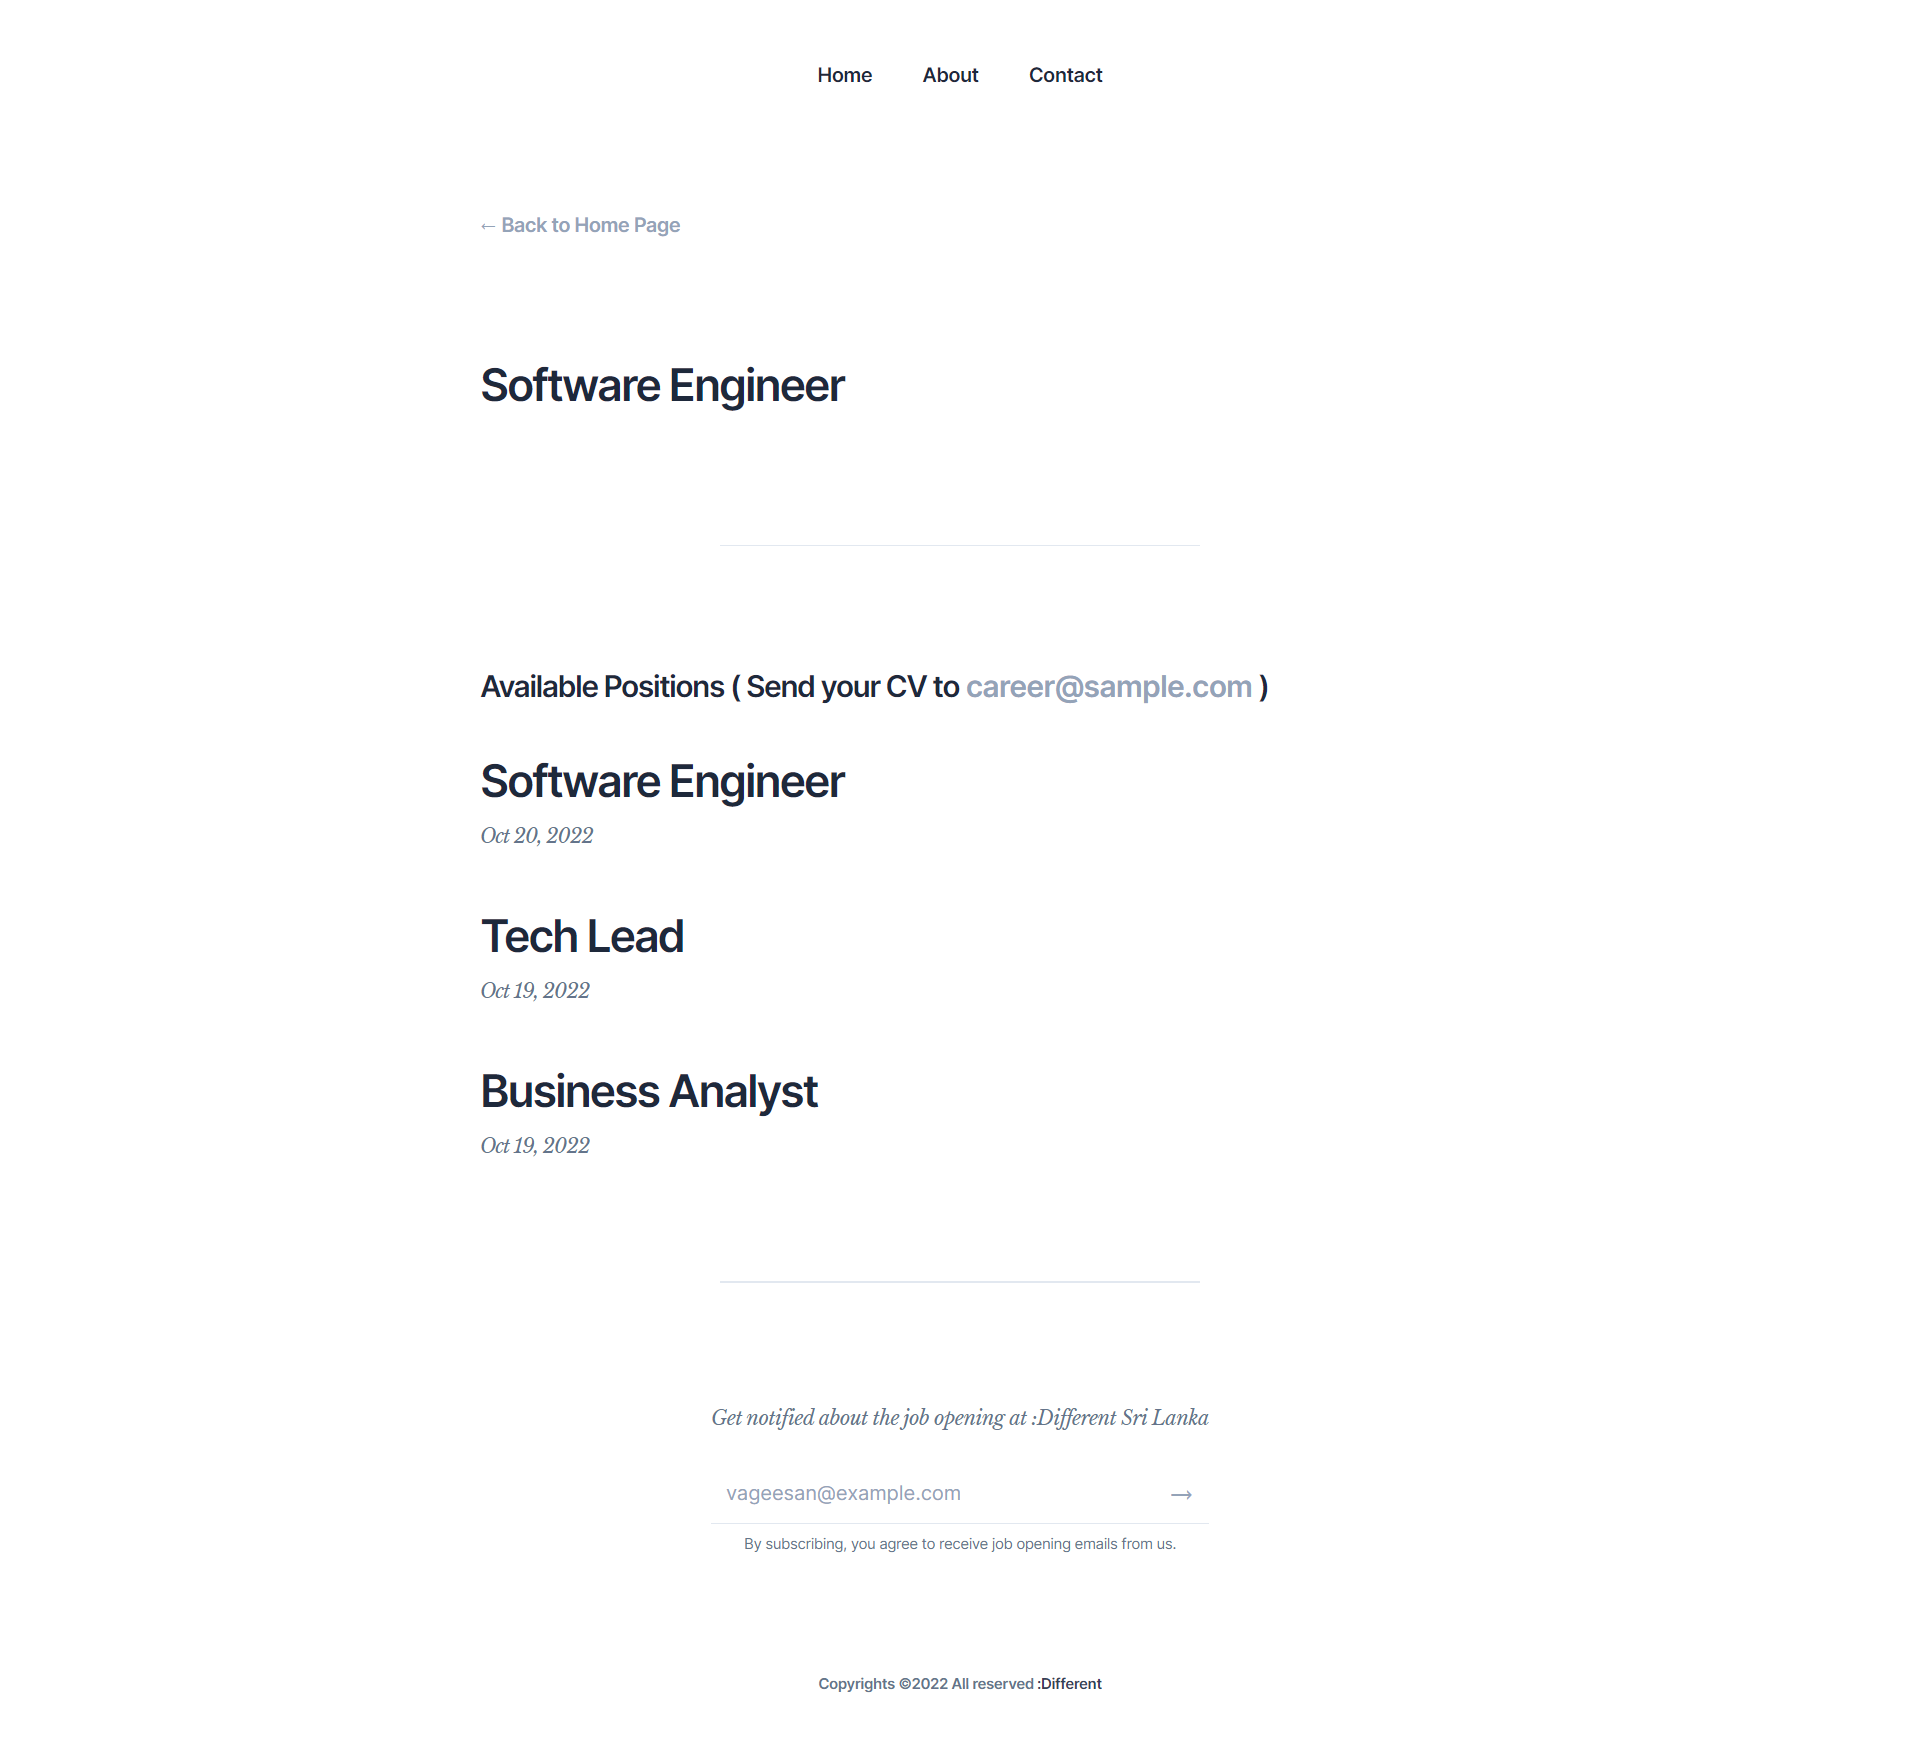 Home About Contact
← Back to Home Page
Software Engineer
Available Positions ( Send your CV to career@sample.com )
Software Engineer
Oct 20, 2022
Tech Lead
Oct 19, 2022
Business Analyst
Oct 19, 2022
Get notified about the job opening at :Different Sri Lanka
vageesan@example.com →
By subscribing, you agree to receive job opening emails from us.
Copyrights ©2022 All reserved :Different